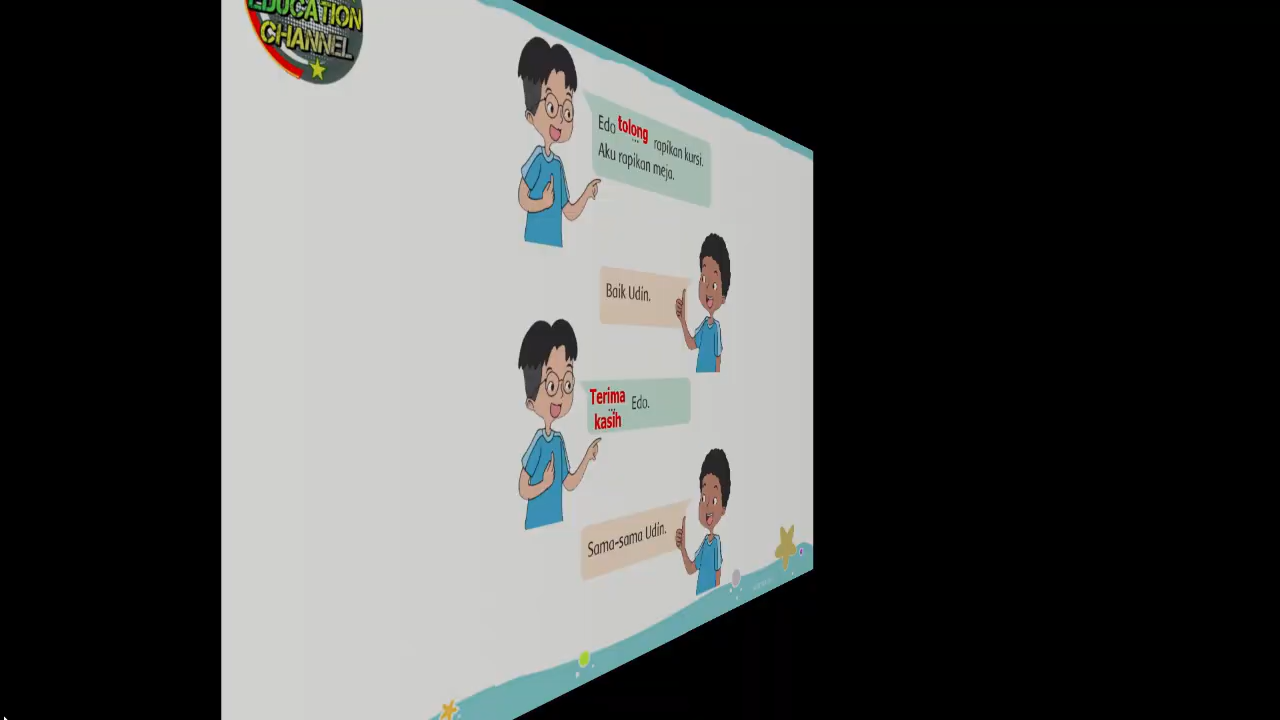 EDUCATION
CHANNEL
Edo tolong rapikan kursi.
Aku rapikan meja.
Baik Udin.
Terima kasih Edo.
Sama-sama Udin.